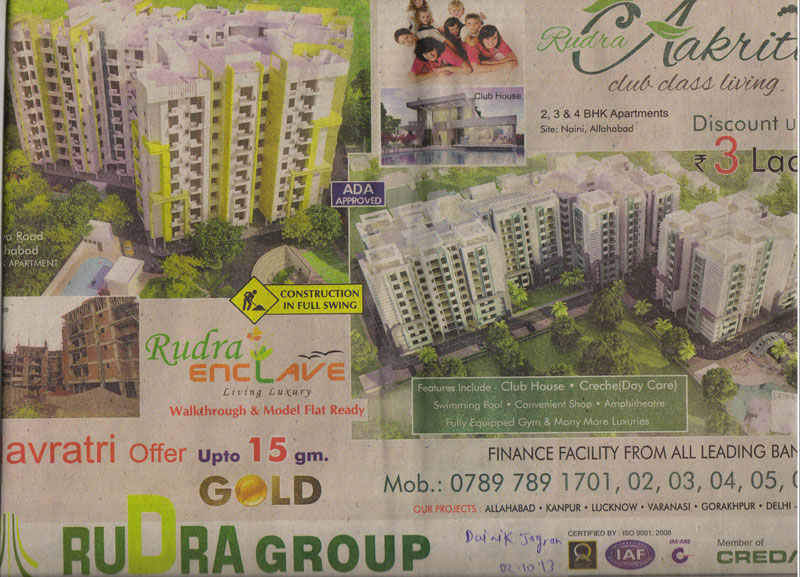 Rudra Aakriti
club class living
Club House
2, 3 & 4 BHK Apartments
Site: Naini, Allahabad
Discount u
₹ 3 Lac
ADA
APPROVED
a Road
habad
APARTMENT
CONSTRUCTION
IN FULL SWING
Rudra
ENCLAVE
Living Luxury
Walkthrough & Model Flat Ready
Features Include - Club House • Creche(Day Care)
Swimming Pool • Convenient Shop • Amphitheatre
Fully Equipped Gym & Many More Luxuries
avratri Offer Upto 15 gm.
GOLD
FINANCE FACILITY FROM ALL LEADING BAN
Mob.: 0789 789 1701, 02, 03, 04, 05,
OUR PROJECTS : ALLAHABAD • KANPUR • LUCKNOW • VARANASI • GORAKHPUR • DELHI -
RUDRA GROUP
Dainik Jagran
02.10.13
CERTIFIED BY : ISO 9001: 2008
IAF
JAS-ANZ
Member of
CREDA